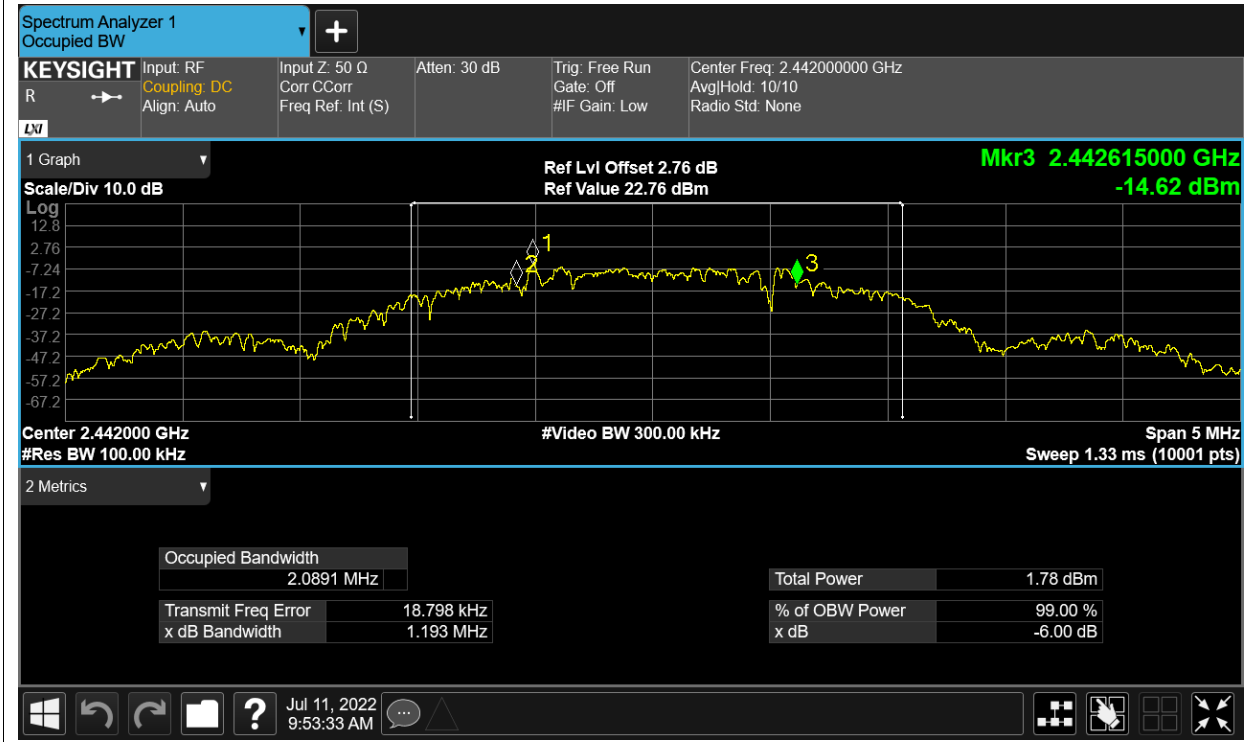 Spectrum Analyzer 1
Occupied BW
KEYSIGHT Input: RF Input Z: 50 Ω Atten: 30 dB Trig: Free Run Center Freq: 2.442000000 GHz
R Coupling: DC Corr CCorr Gate: Off Avg|Hold: 10/10
Align: Auto Freq Ref: Int (S) #IF Gain: Low Radio Std: None
LXI
1 Graph Ref Lvl Offset 2.76 dB Mkr3 2.442615000 GHz
Scale/Div 10.0 dB Ref Value 22.76 dBm -14.62 dBm
Log
12.8
2.76
-7.24
-17.2
-27.2
-37.2
-47.2
-57.2
-67.2
1
2
3
Center 2.442000 GHz #Video BW 300.00 kHz Span 5 MHz
#Res BW 100.00 kHz Sweep 1.33 ms (10001 pts)
2 Metrics
Occupied Bandwidth
2.0891 MHz Total Power 1.78 dBm
Transmit Freq Error 18.798 kHz % of OBW Power 99.00 %
x dB Bandwidth 1.193 MHz x dB -6.00 dB
? Jul 11, 2022
9:53:33 AM